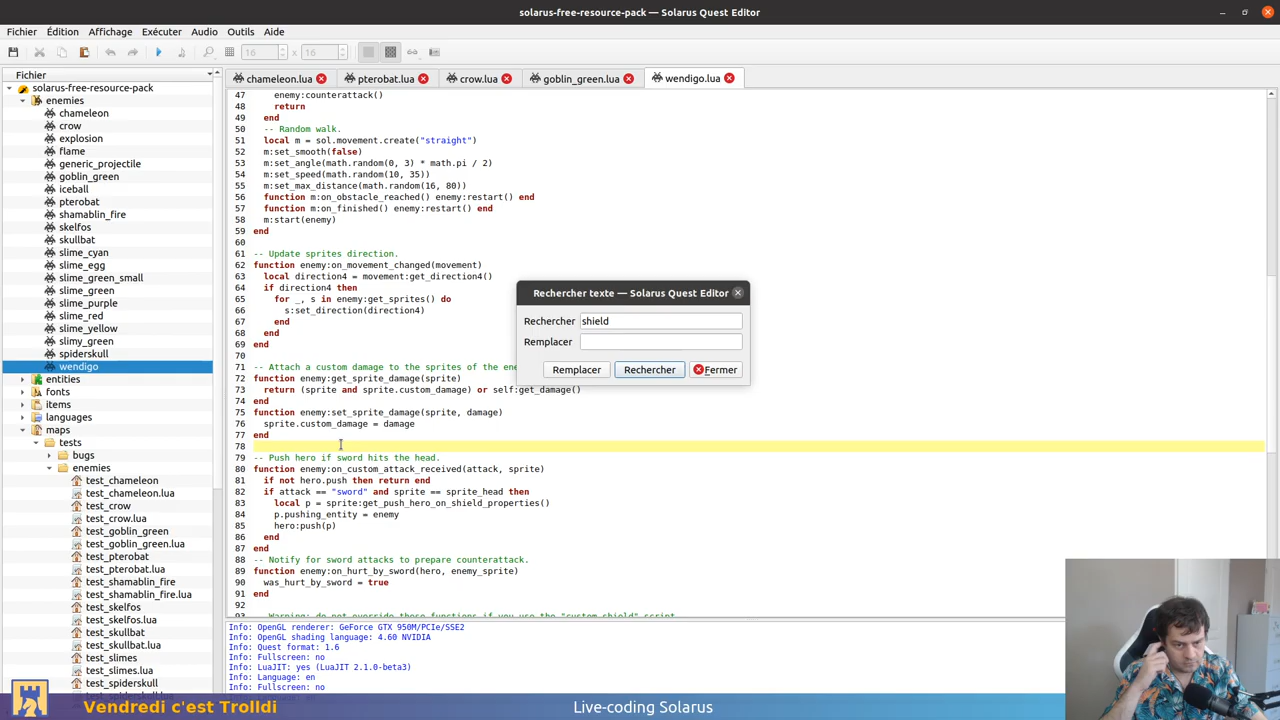 solarus-free-resource-pack — Solarus Quest Editor
Fichier Édition Affichage Exécuter Audio Outils Aide
16 x 16
Fichier
chameleon.lua pterobat.lua crow.lua goblin_green.lua wendigo.lua
solarus-free-resource-pack
enemies
chameleon
crow
explosion
flame
generic_projectile
goblin_green
iceball
pterobat
shamablin_fire
skelfos
skullbat
slime_cyan
slime_egg
slime_green_small
slime_green
slime_purple
slime_red
slime_yellow
slimy_green
spiderskull
wendigo
entities
fonts
items
languages
maps
tests
bugs
enemies
test_chameleon
test_chameleon.lua
test_crow
test_crow.lua
test_goblin_green
test_goblin_green.lua
test_pterobat
test_pterobat.lua
test_shamablin_fire
test_shamablin_fire.lua
test_skelfos
test_skelfos.lua
test_skullbat
test_skullbat.lua
test_slimes
test_slimes.lua
test_spiderskull
47 enemy:counterattack()
48 return
49 end
50 -- Random walk.
51 local m = sol.movement.create("straight")
52 m:set_smooth(false)
53 m:set_angle(math.random(0, 3) * math.pi / 2)
54 m:set_speed(math.random(10, 35))
55 m:set_max_distance(math.random(16, 80))
56 function m:on_obstacle_reached() enemy:restart() end
57 function m:on_finished() enemy:restart() end
58 m:start(enemy)
59 end
60
61 -- Update sprites direction.
62 function enemy:on_movement_changed(movement)
63 local direction4 = movement:get_direction4()
64 if direction4 then
65 for _, s in enemy:get_sprites() do
66 s:set_direction(direction4)
67 end
68 end
69 end
70
71 -- Attach a custom damage to the sprites of the ene
72 function enemy:get_sprite_damage(sprite)
73 return (sprite and sprite.custom_damage) or self:get_damage()
74 end
75 function enemy:set_sprite_damage(sprite, damage)
76 sprite.custom_damage = damage
77 end
78
79 -- Push hero if sword hits the head.
80 function enemy:on_custom_attack_received(attack, sprite)
81 if not hero.push then return end
82 if attack == "sword" and sprite == sprite_head then
83 local p = sprite:get_push_hero_on_shield_properties()
84 p.pushing_entity = enemy
85 hero:push(p)
86 end
87 end
88 -- Notify for sword attacks to prepare counterattack.
89 function enemy:on_hurt_by_sword(hero, enemy_sprite)
90 was_hurt_by_sword = true
91 end
92
93 -- Warning: do not override these functions if you use the "custom shield" script.
Rechercher texte — Solarus Quest Editor
Rechercher shield
Remplacer
Remplacer Rechercher Fermer
Info: OpenGL renderer: GeForce GTX 950M/PCIe/SSE2
Info: OpenGL shading language: 4.60 NVIDIA
Info: Quest format: 1.6
Info: Fullscreen: no
Info: LuaJIT: yes (LuaJIT 2.1.0-beta3)
Info: Language: en
Info: Fullscreen: no
Vendredi c'est Trolldi
Live-coding Solarus